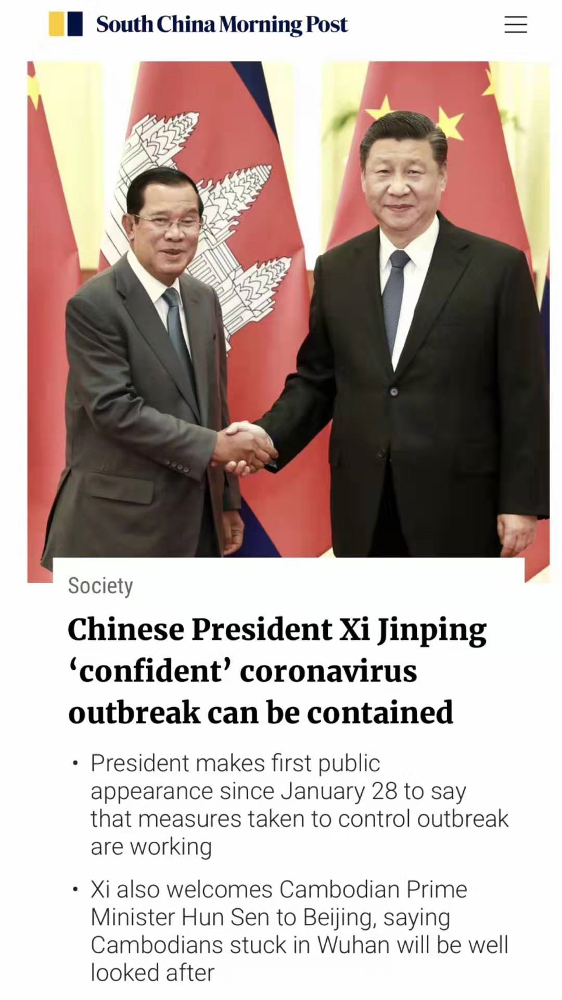 South China Morning Post
Society
Chinese President Xi Jinping
‘confident’ coronavirus
outbreak can be contained
• President makes first public
appearance since January 28 to say
that measures taken to control outbreak
are working
• Xi also welcomes Cambodian Prime
Minister Hun Sen to Beijing, saying
Cambodians stuck in Wuhan will be well
looked after